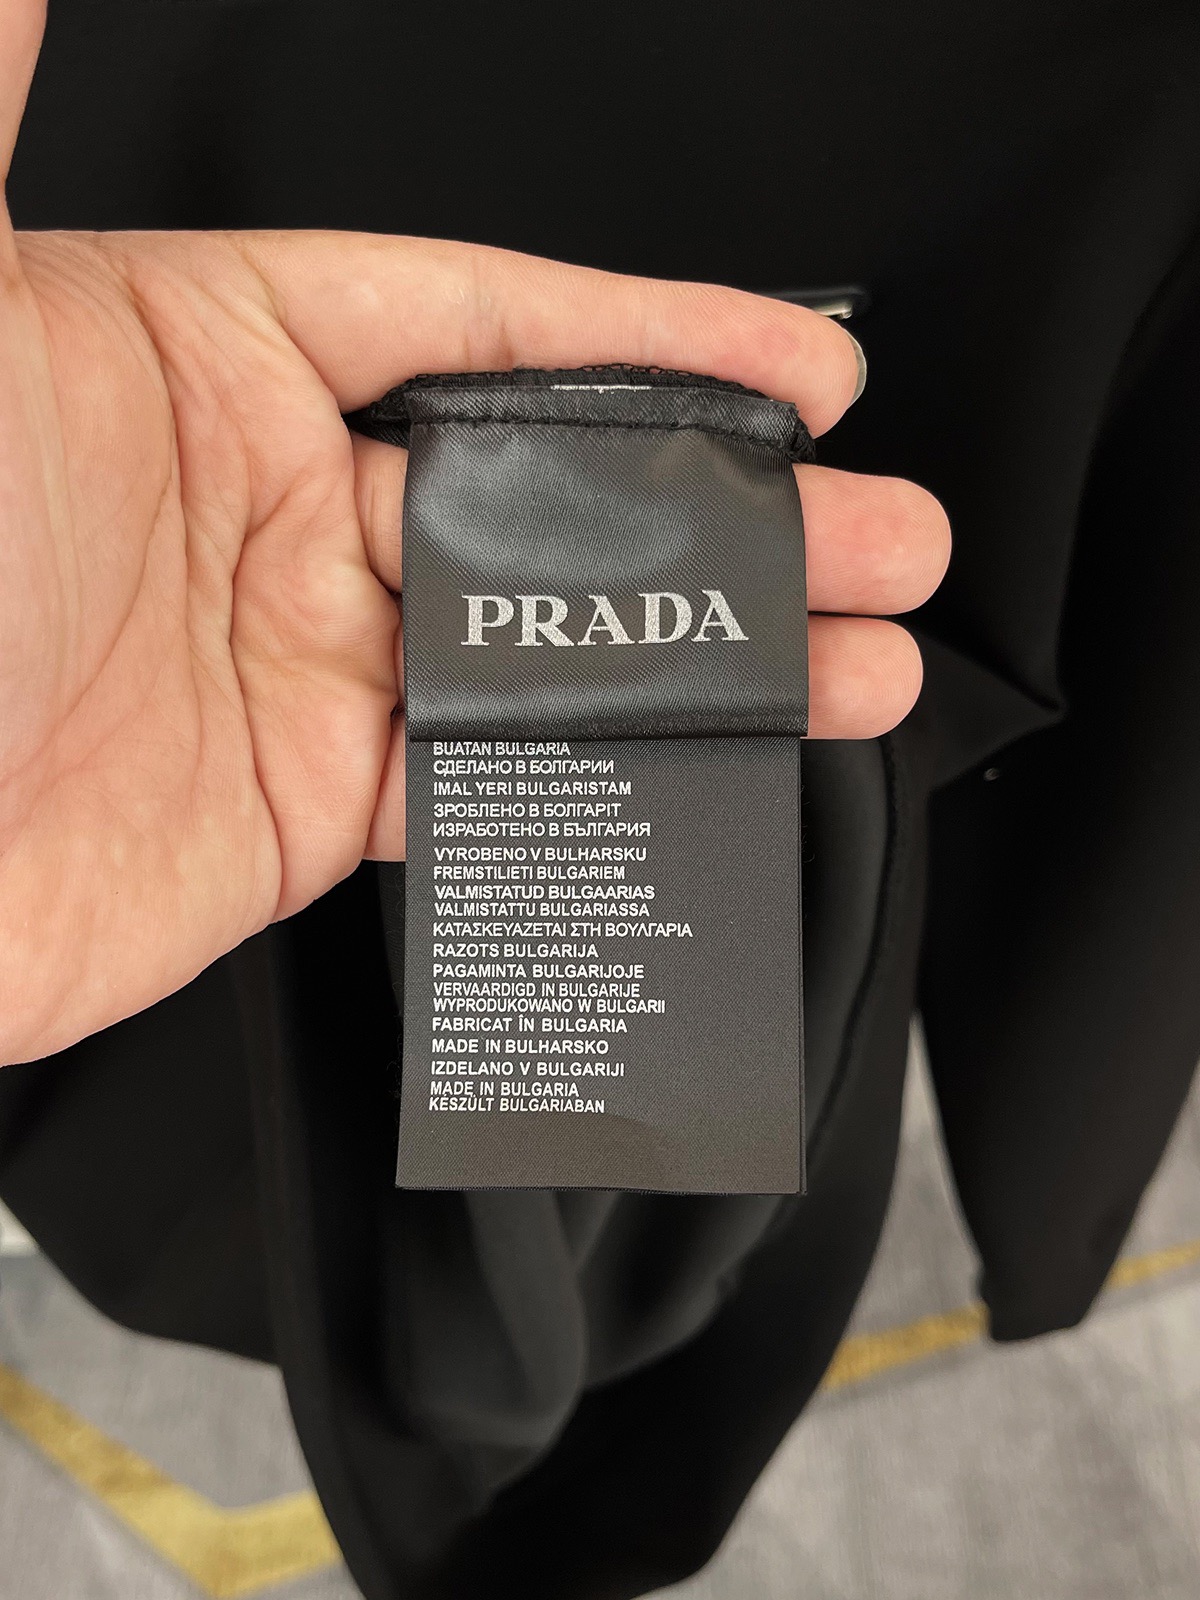 PRADA
BUATAN BULGARIA
СДЕЛАНО В БОЛГАРИИ
IMAL YERI BULGARISTAM
ЗРОБЛЕНО В БОЛГАРІТ
ИЗРАБОТЕНО В БЪЛГАРИЯ
VYROBENO V BULHARSKU
FREMSTILIETI BULGARIEM
VALMISTATUD BULGAARIAS
VALMISTATTU BULGARIASSA
ΚΑΤΑΣΚΕΥΑΖΕΤΑΙ ΣΤΗ ΒΟΥΛΓΑΡΙΑ
RAZOTS BULGARIJA
PAGAMINTA BULGARIJOJE
VERVAARDIGD IN BULGARIJE
WYPRODUKOWANO W BULGARII
FABRICAT ÎN BULGARIA
MADE IN BULHARSKO
IZDELANO V BULGARIJI
MADE IN BULGARIA
KÉSZÜLT BULGARIABAN